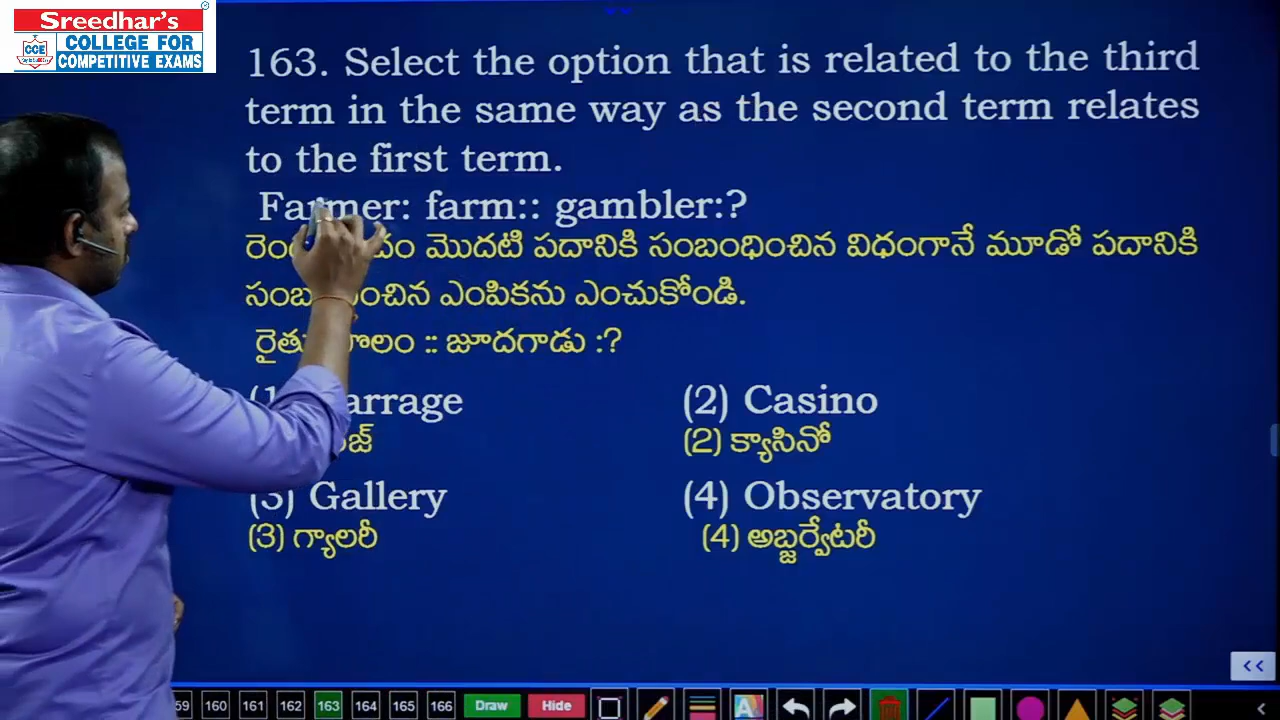 Sreedhar's
CCE
COLLEGE FOR
COMPETITIVE EXAMS
163. Select the option that is related to the third
term in the same way as the second term relates
to the first term.
Farmer: farm:: gambler:?
మొదటి పదానికి సంబంధించిన విధంగానే మూడో పదానికి
ఎంపికను ఎంచుకోండి.
:: జూదగాడు :?
(2) Casino
(2) క్యాసినో
(3) Gallery
(4) Observatory
(3) గ్యాలరీ
(4) అబ్జర్వేటరీ
<<
59 160 161 162 163 164 165 166 Draw Hide A <